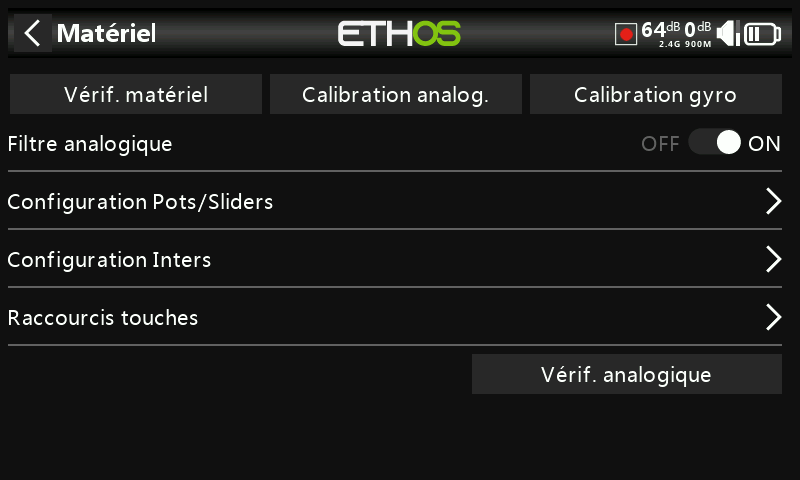 Matériel
ETHOS
64dB 0dB
2.4G 900M
Vérif. matériel
Calibration analog.
Calibration gyro
Filtre analogique
OFF ON
Configuration Pots/Sliders
Configuration Inters
Raccourcis touches
Vérif. analogique